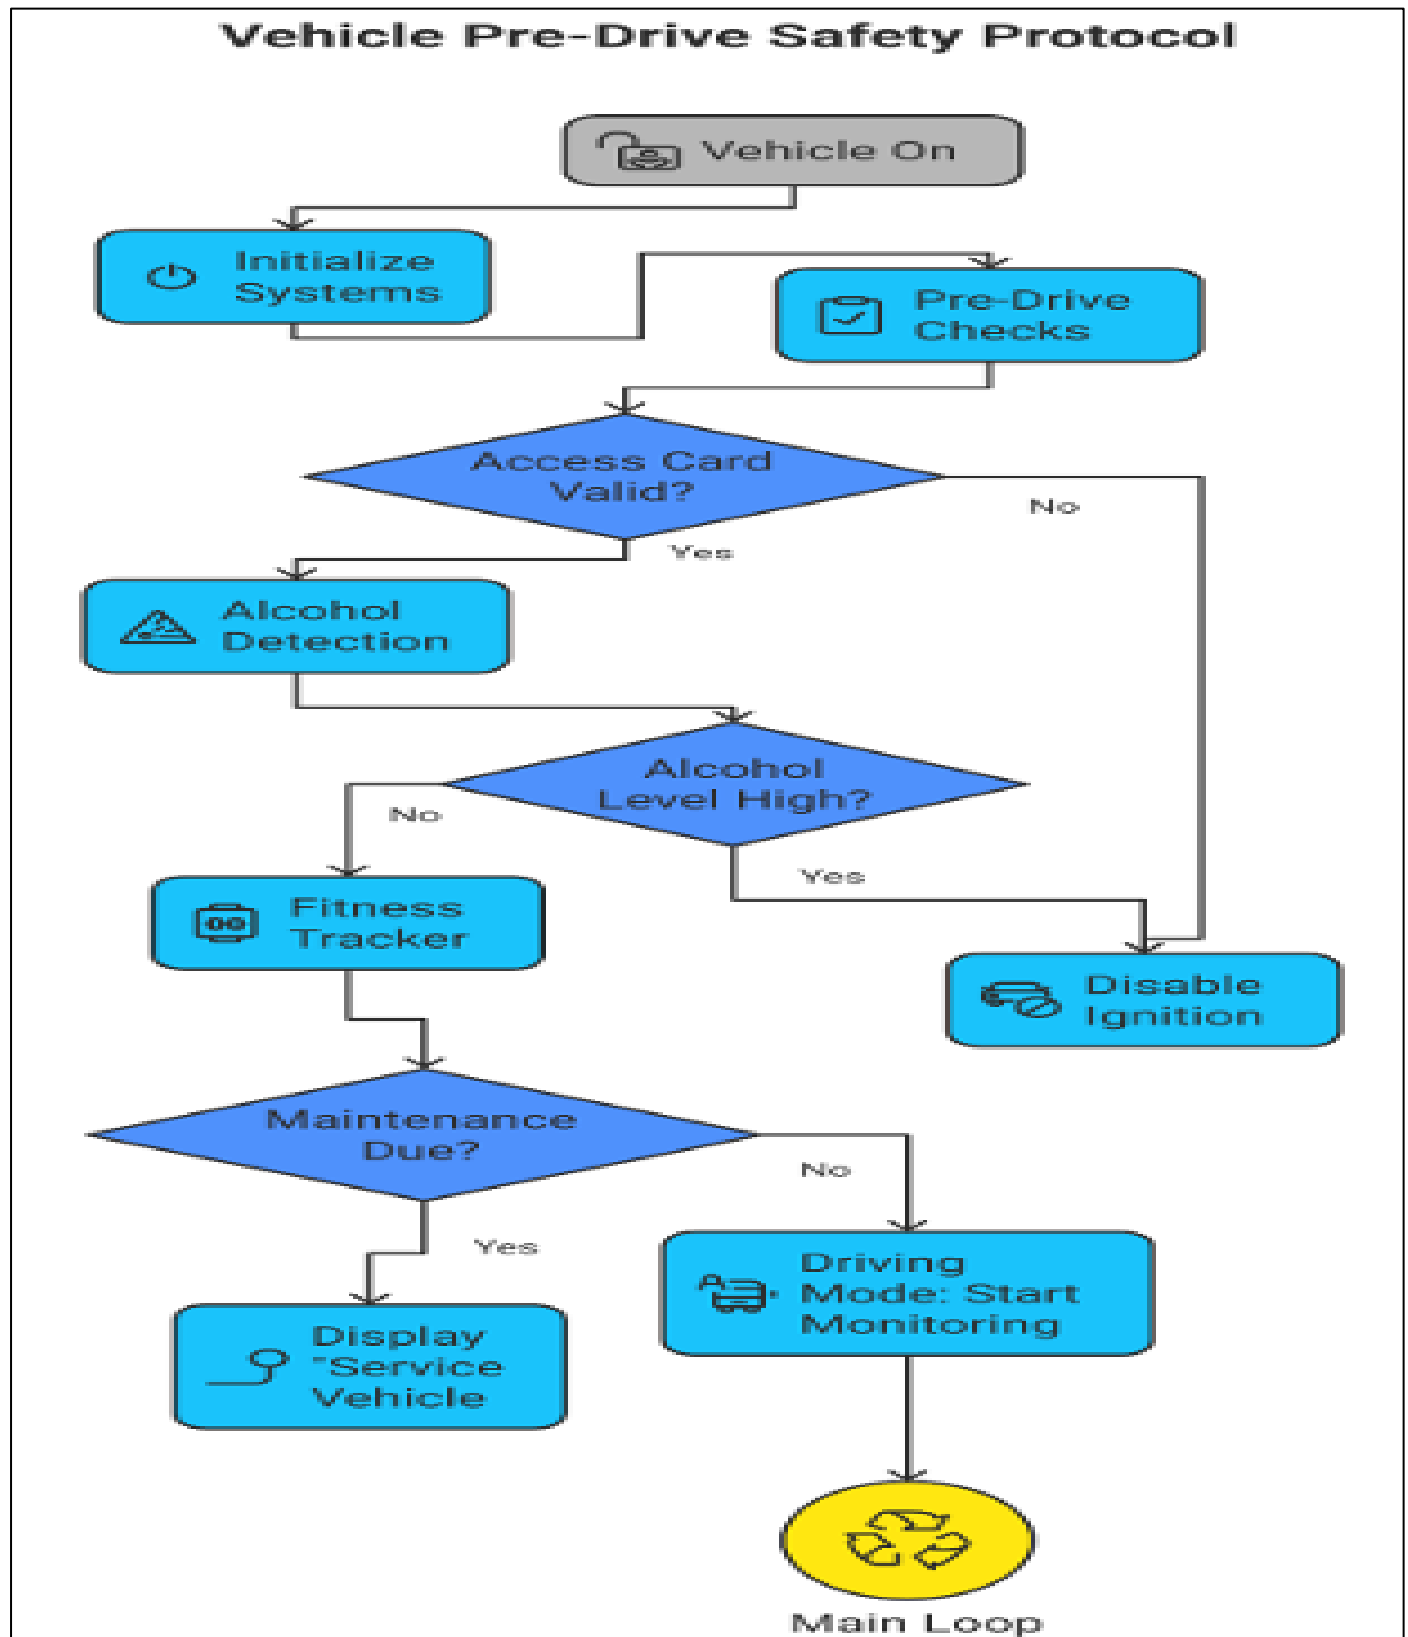 Vehicle Pre-Drive Safety Protocol
Vehicle On
Initialize
Systems
Pre-Drive
Checks
Access Card
Valid?
No
Yes
Alcohol
Detection
Alcohol
Level High?
No
Yes
Fitness
Tracker
Disable
Ignition
Maintenance
Due?
No
Yes
Driving
Mode: Start
Monitoring
Display
"Service
Vehicle
Main Loop